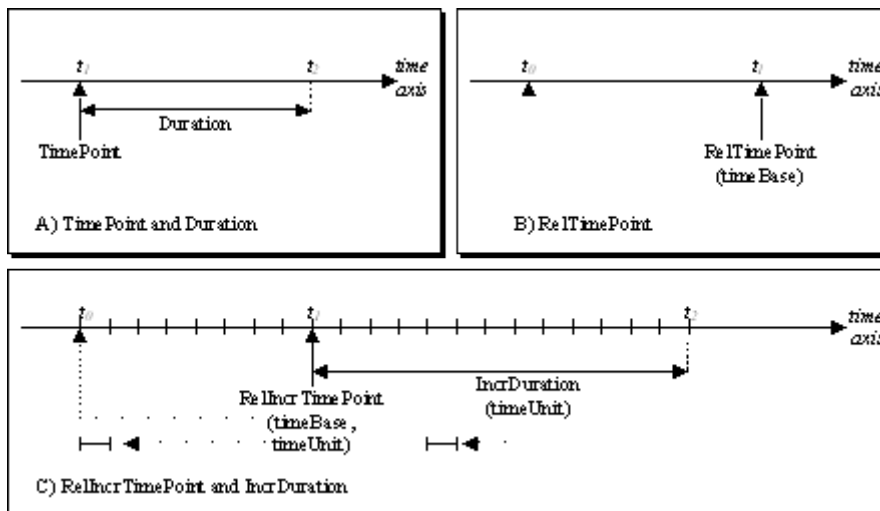 t1 t2 time
axis
Duration
TimePoint
A) TimePoint and Duration
t0 t1 time
axis
RelTimePoint
(timeBase)
B) RelTimePoint
t0 t1 t2 time
axis
RelIncrTimePoint
(timeBase,
timeUnit)
IncrDuration
(timeUnit)
C) RelIncrTimePoint and IncrDuration